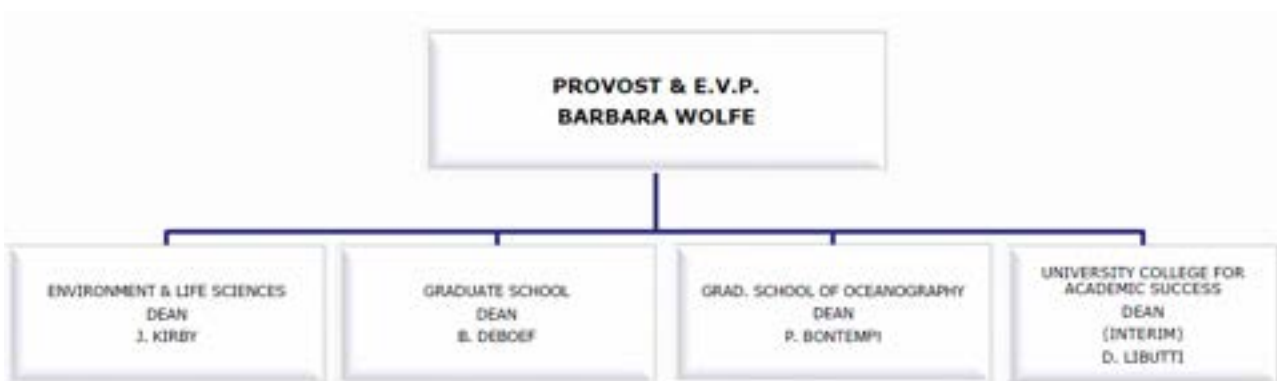 PROVOST & E.V.P.
BARBARA WOLFE
ENVIRONMENT & LIFE SCIENCES
DEAN
J. KIRBY
GRADUATE SCHOOL
DEAN
B. DEBOEF
GRAD. SCHOOL OF OCEANOGRAPHY
DEAN
P. BONTEMPI
UNIVERSITY COLLEGE FOR
ACADEMIC SUCCESS
DEAN
(INTERIM)
D. LIBUTTI